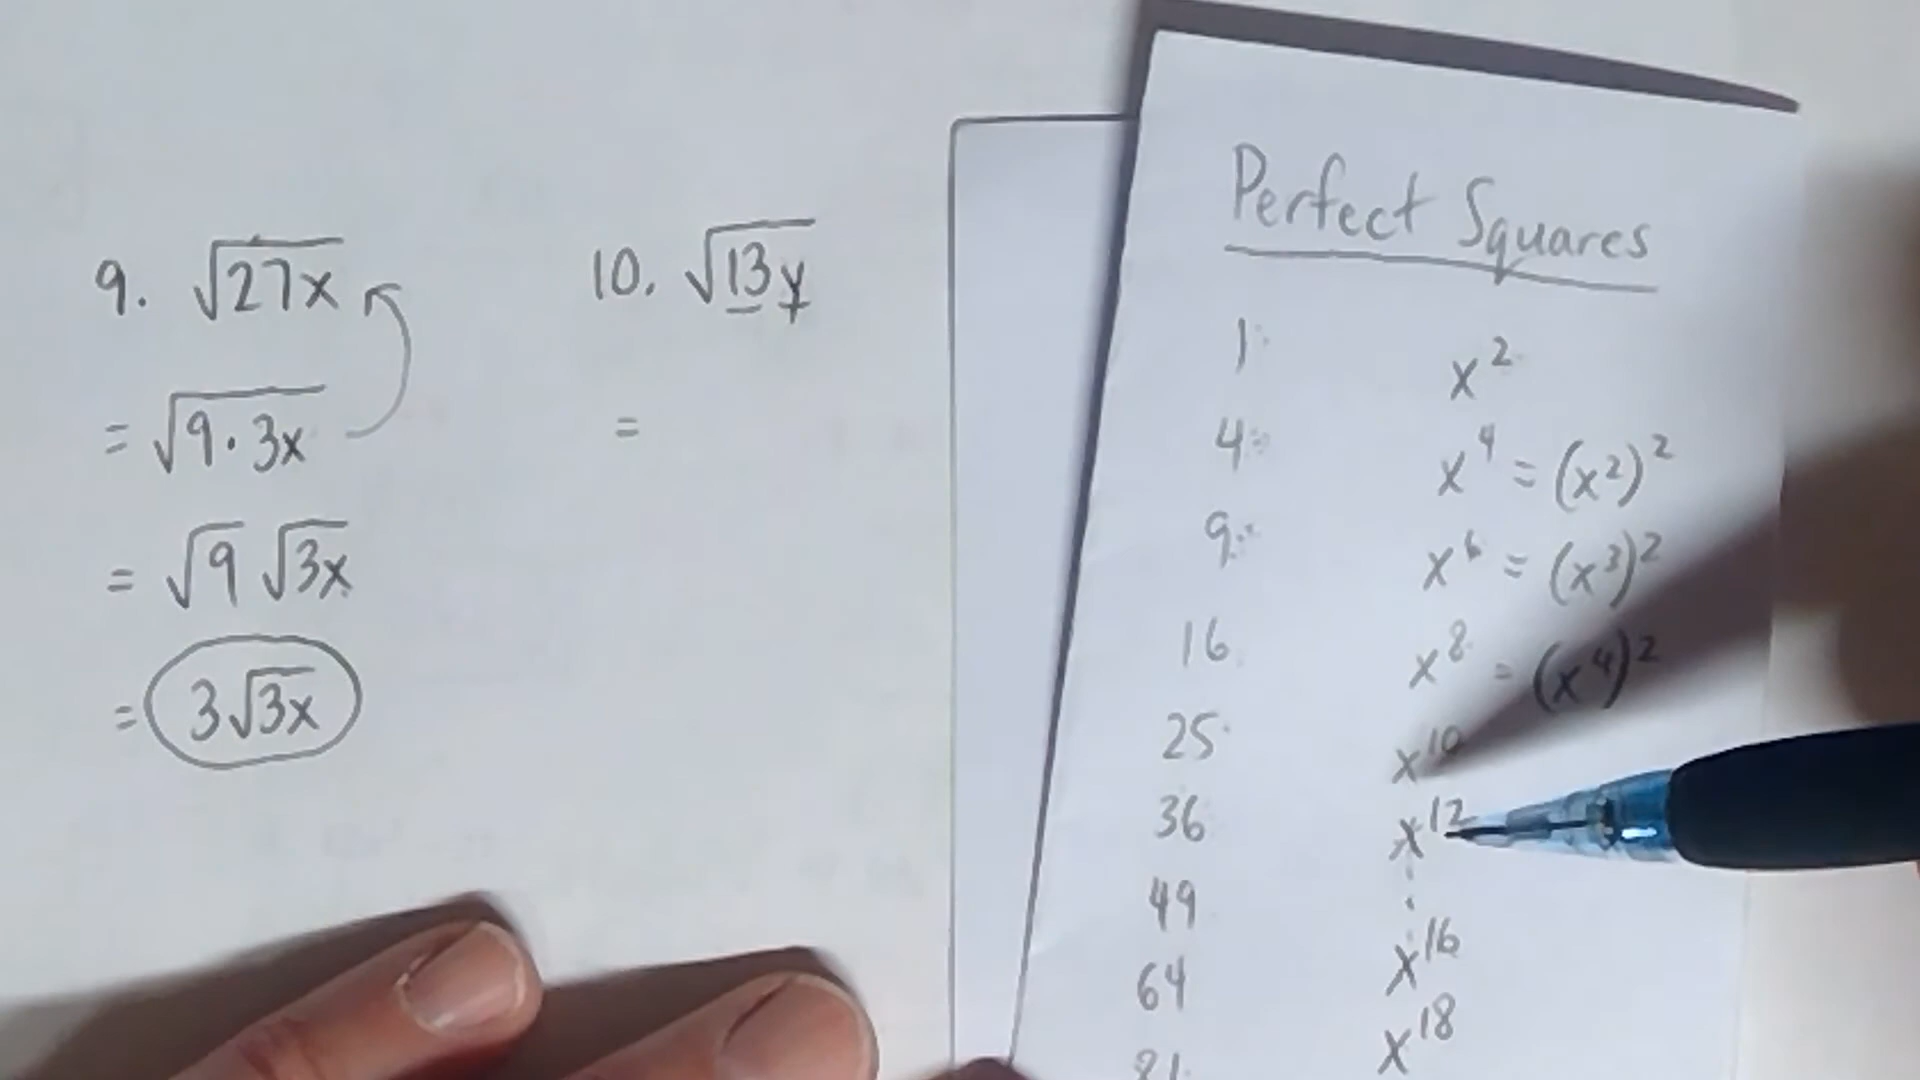 9. √27x
= √9 · 3x
= √9 √3x
= 3√3x
10. √13y
=
Perfect Squares
1 x²
4 x⁴ = (x²)²
9 x⁶ = (x³)²
16 x⁸ = (x⁴)²
25 x¹⁰
36 x¹²
49
64 x¹⁶
81 x¹⁸